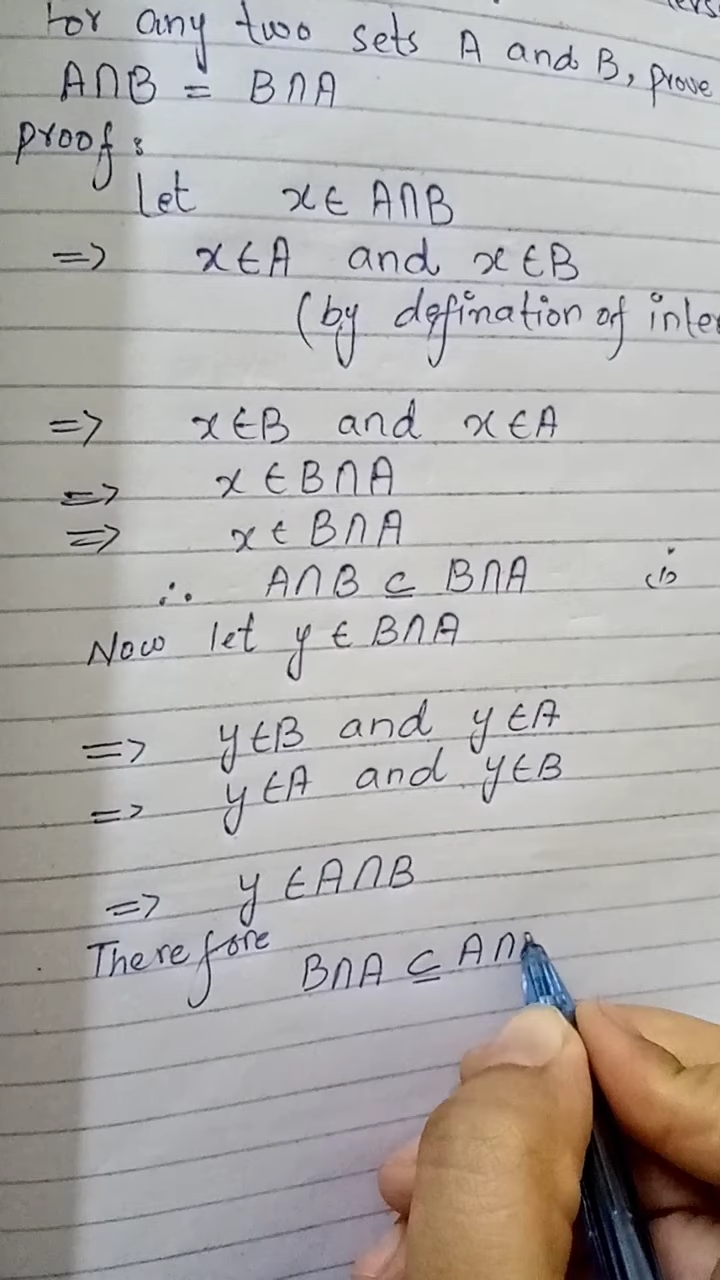 For any two sets A and B, prove
A∩B = B∩A
Proof:
Let x∈ A∩B
=> x∈A and x∈B
(by defination of inte
=> x∈B and x∈A
=> x ∈ B∩A
=> x ∈ B∩A
∴ A∩B ⊆ B∩A
Now let y ∈ B∩A
=> y∈B and y∈A
=> y∈A and y∈B
=> y ∈ A∩B
Therefore
B∩A ⊆ A∩